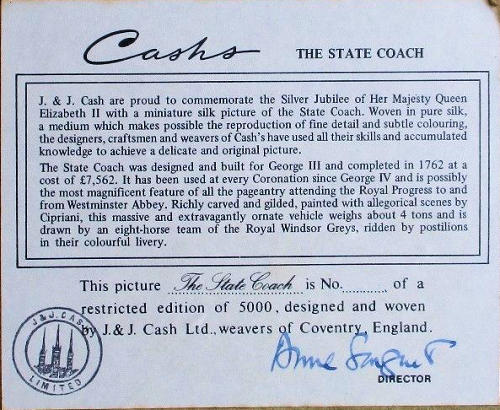 Cashs THE STATE COACH
J. & J. Cash are proud to commemorate the Silver Jubilee of Her Majesty Queen
Elizabeth II with a miniature silk picture of the State Coach. Woven in pure silk,
a medium which makes possible the reproduction of fine detail and subtle colouring,
the designers, craftsmen and weavers of Cash's have used all their skills and accumulated
knowledge to achieve a delicate and original picture.
The State Coach was designed and built for George III and completed in 1762 at a
cost of £7,562. It has been used at every Coronation since George IV and is possibly
the most magnificent feature of all the pageantry attending the Royal Progress to and
from Westminster Abbey. Richly carved and gilded, painted with allegorical scenes by
Cipriani, this massive and extravagantly ornate vehicle weighs about 4 tons and is
drawn by an eight-horse team of the Royal Windsor Greys, ridden by postilions
in their colourful livery.
This picture The State Coach is No.......... of a
restricted edition of 5000, designed and woven
by J. & J. Cash Ltd., weavers of Coventry, England.
J. & J. CASH
LIMITED
Anne
DIRECTOR